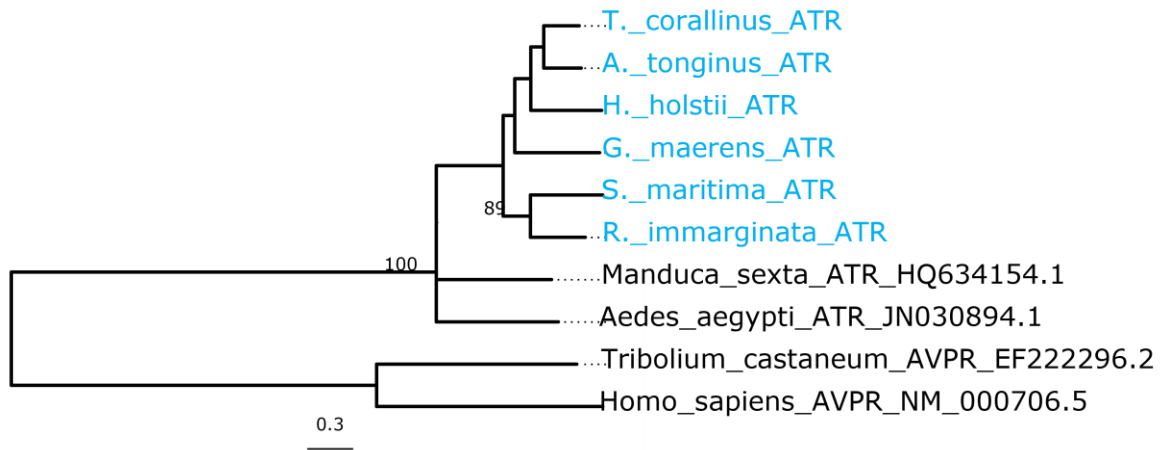 T._corallinus_ATR
A._tonginus_ATR
H._holstii_ATR
G._maerens_ATR
S._maritima_ATR
89
R._immarginata_ATR
100
Manduca_sexta_ATR_HQ634154.1
Aedes_aegypti_ATR_JN030894.1
Tribolium_castaneum_AVPR_EF222296.2
Homo_sapiens_AVPR_NM_000706.5
0.3